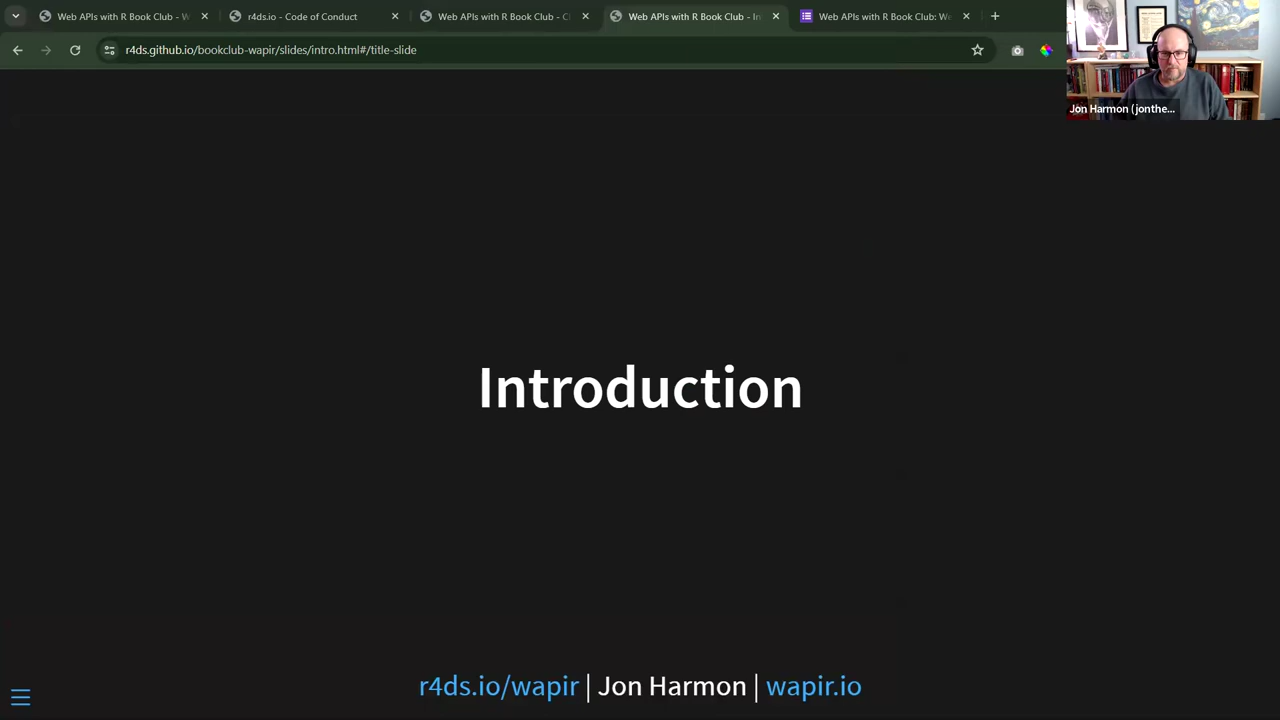 Web APIs with R Book Club - W
r4ds.io - Code of Conduct
Web APIs with R Book Club - Cl
Web APIs with R Book Club - In
Web APIs with R Book Club: We
r4ds.github.io/bookclub-wapir/slides/intro.html#/title-slide
Jon Harmon (jonthe...
Introduction
r4ds.io/wapir | Jon Harmon | wapir.io